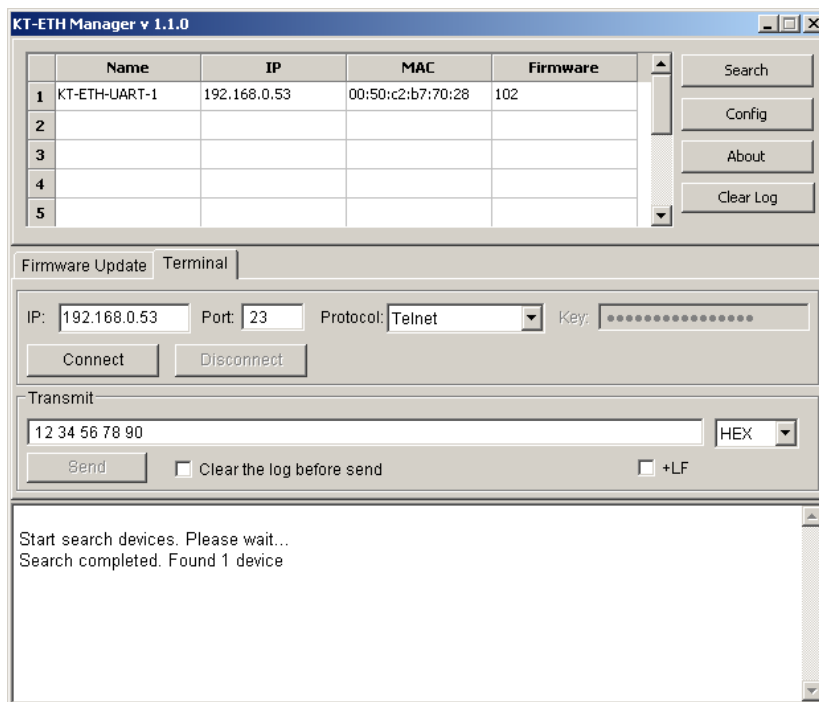 KT-ETH Manager v 1.1.0
Name IP MAC Firmware
1 KT-ETH-UART-1 192.168.0.53 00:50:c2:b7:70:28 102
2
3
4
5
Search
Config
About
Clear Log
Firmware Update Terminal
IP: 192.168.0.53 Port: 23 Protocol: Telnet Key: ●●●●●●●●●●●●●●●●
Connect Disconnect
Transmit
12 34 56 78 90 HEX
Send Clear the log before send +LF
Start search devices. Please wait...
Search completed. Found 1 device